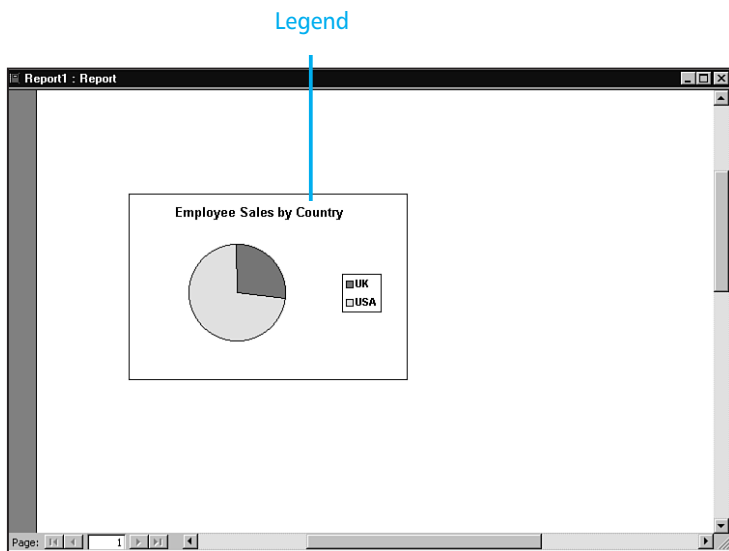 Legend
Report1 : Report
Employee Sales by Country
UK
USA
Page: 1